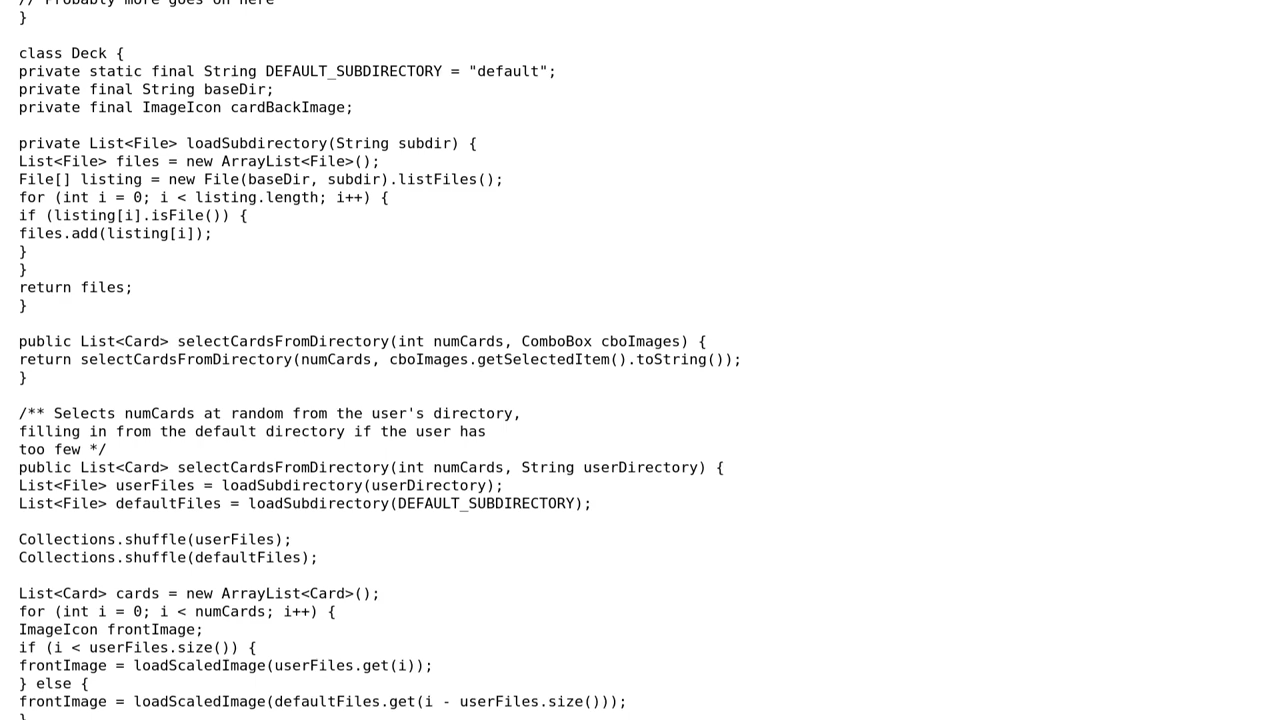 // Probably more goes on here
}

class Deck {
private static final String DEFAULT_SUBDIRECTORY = "default";
private final String baseDir;
private final ImageIcon cardBackImage;

private List<File> loadSubdirectory(String subdir) {
List<File> files = new ArrayList<File>();
File[] listing = new File(baseDir, subdir).listFiles();
for (int i = 0; i < listing.length; i++) {
if (listing[i].isFile()) {
files.add(listing[i]);
}
}
return files;
}

public List<Card> selectCardsFromDirectory(int numCards, ComboBox cboImages) {
return selectCardsFromDirectory(numCards, cboImages.getSelectedItem().toString());
}

/** Selects numCards at random from the user's directory,
filling in from the default directory if the user has
too few */
public List<Card> selectCardsFromDirectory(int numCards, String userDirectory) {
List<File> userFiles = loadSubdirectory(userDirectory);
List<File> defaultFiles = loadSubdirectory(DEFAULT_SUBDIRECTORY);

Collections.shuffle(userFiles);
Collections.shuffle(defaultFiles);

List<Card> cards = new ArrayList<Card>();
for (int i = 0; i < numCards; i++) {
ImageIcon frontImage;
if (i < userFiles.size()) {
frontImage = loadScaledImage(userFiles.get(i));
} else {
frontImage = loadScaledImage(defaultFiles.get(i - userFiles.size()));
}